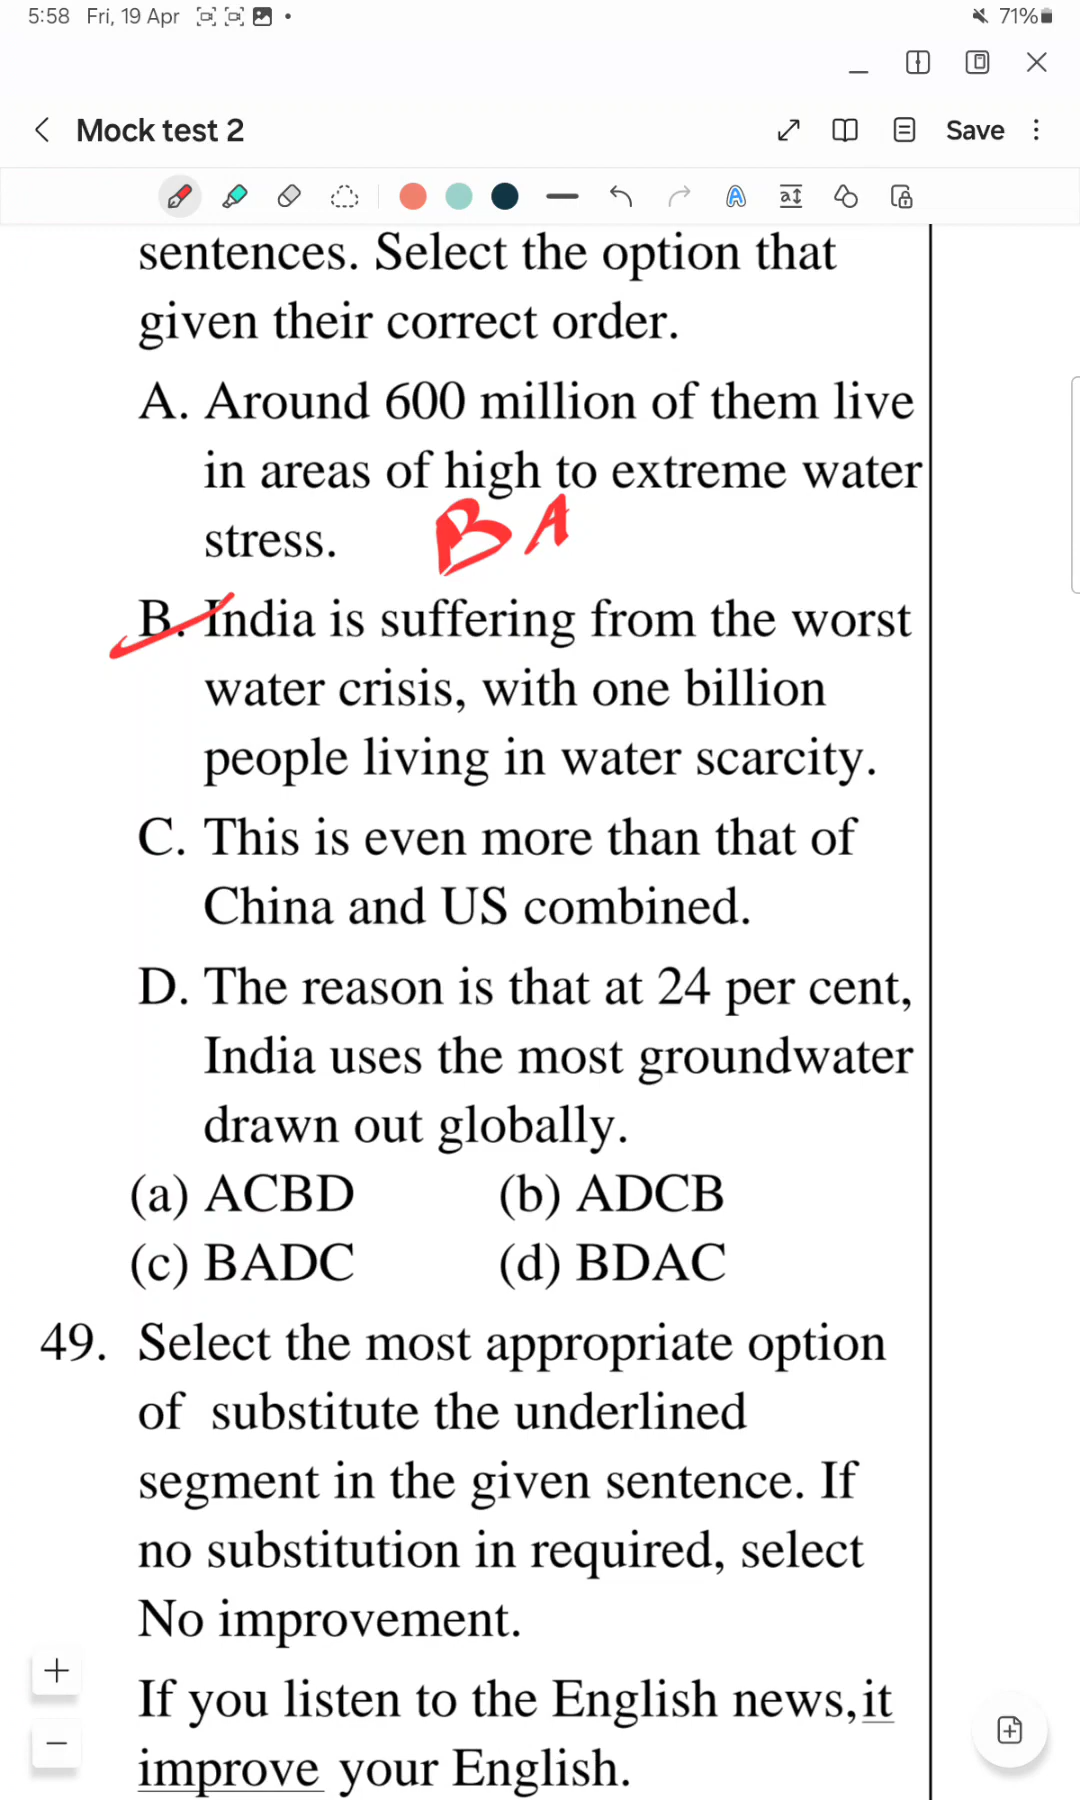 5:58 Fri, 19 Apr
71%
Mock test 2
Save
sentences. Select the option that
given their correct order.
A. Around 600 million of them live
in areas of high to extreme water
stress.
B A
B. India is suffering from the worst
water crisis, with one billion
people living in water scarcity.
C. This is even more than that of
China and US combined.
D. The reason is that at 24 per cent,
India uses the most groundwater
drawn out globally.
(a) ACBD (b) ADCB
(c) BADC (d) BDAC
49. Select the most appropriate option
of substitute the underlined
segment in the given sentence. If
no substitution in required, select
No improvement.
If you listen to the English news, it
improve your English.